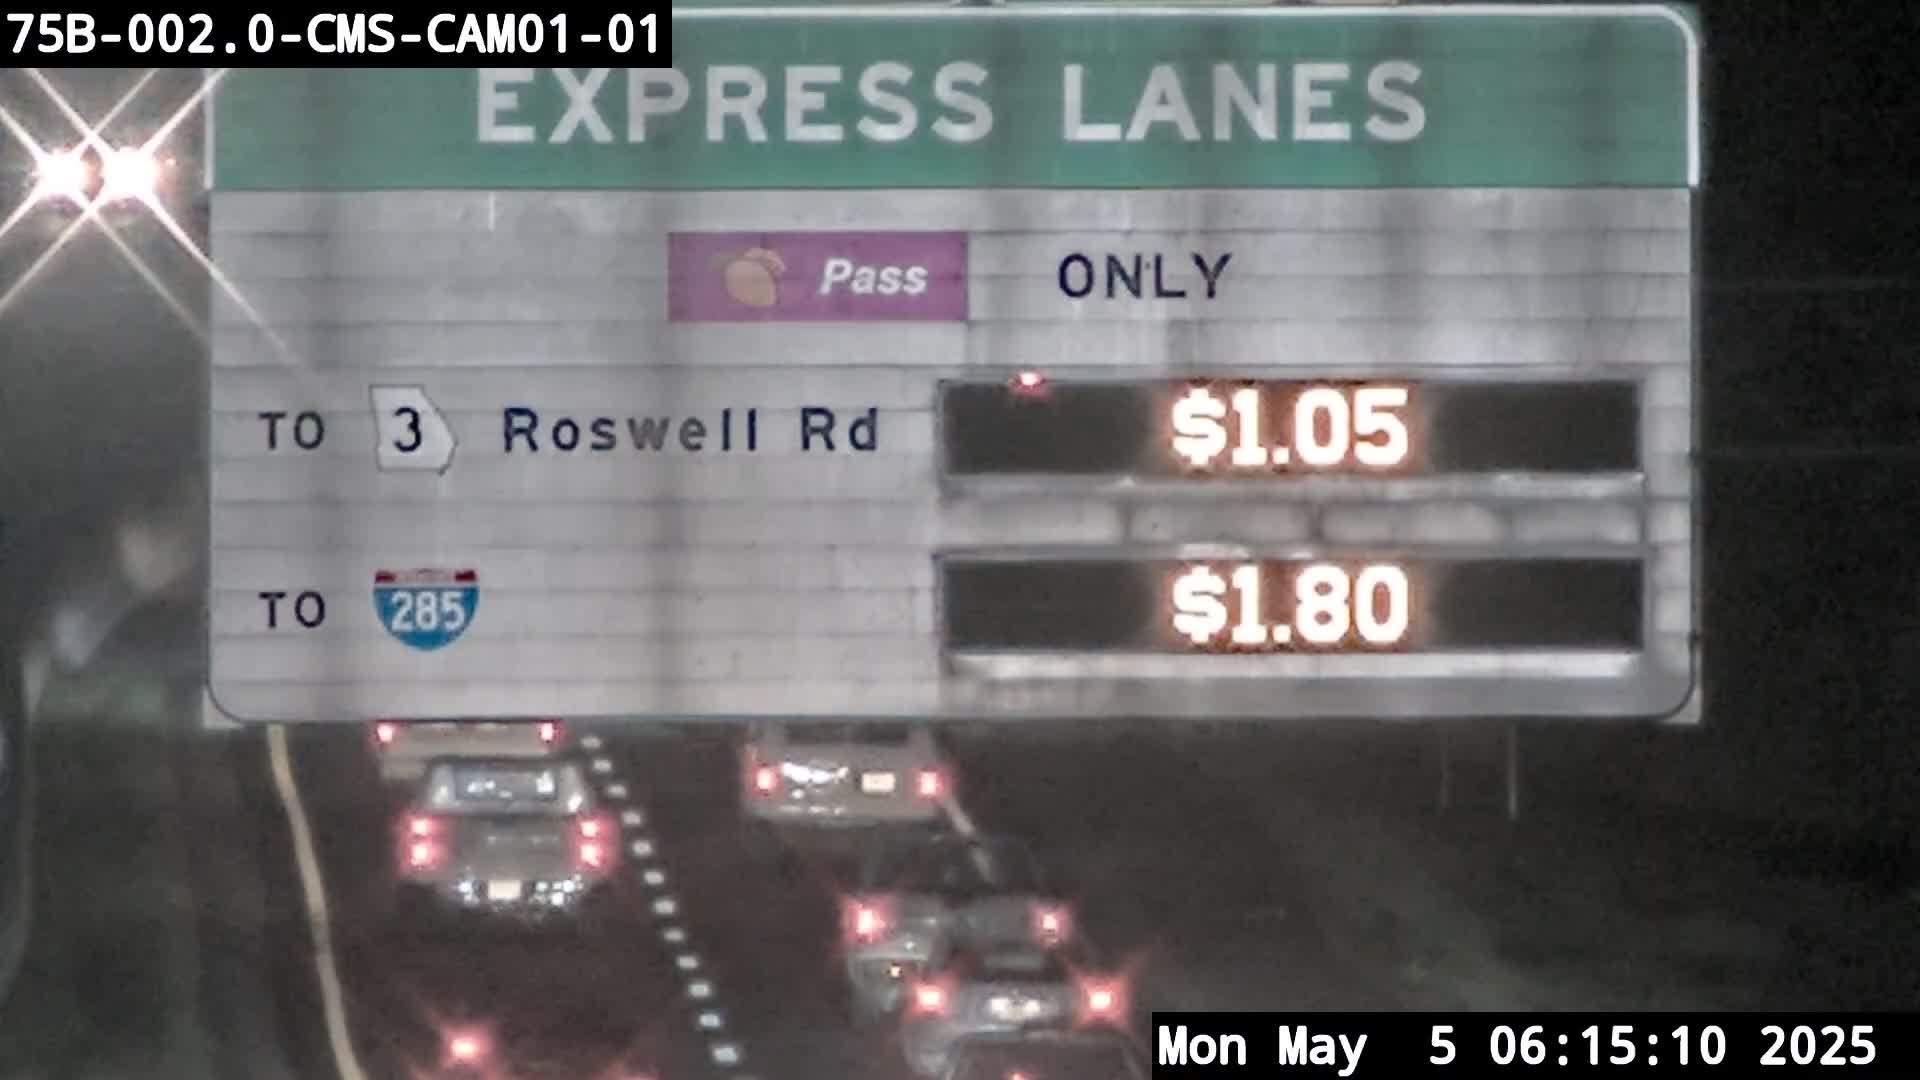 75B-002.0-CMS-CAM01-01
EXPRESS LANES
Pass ONLY
TO 3 Roswell Rd $1.05
TO 285 $1.80
Mon May 5 06:15:10 2025